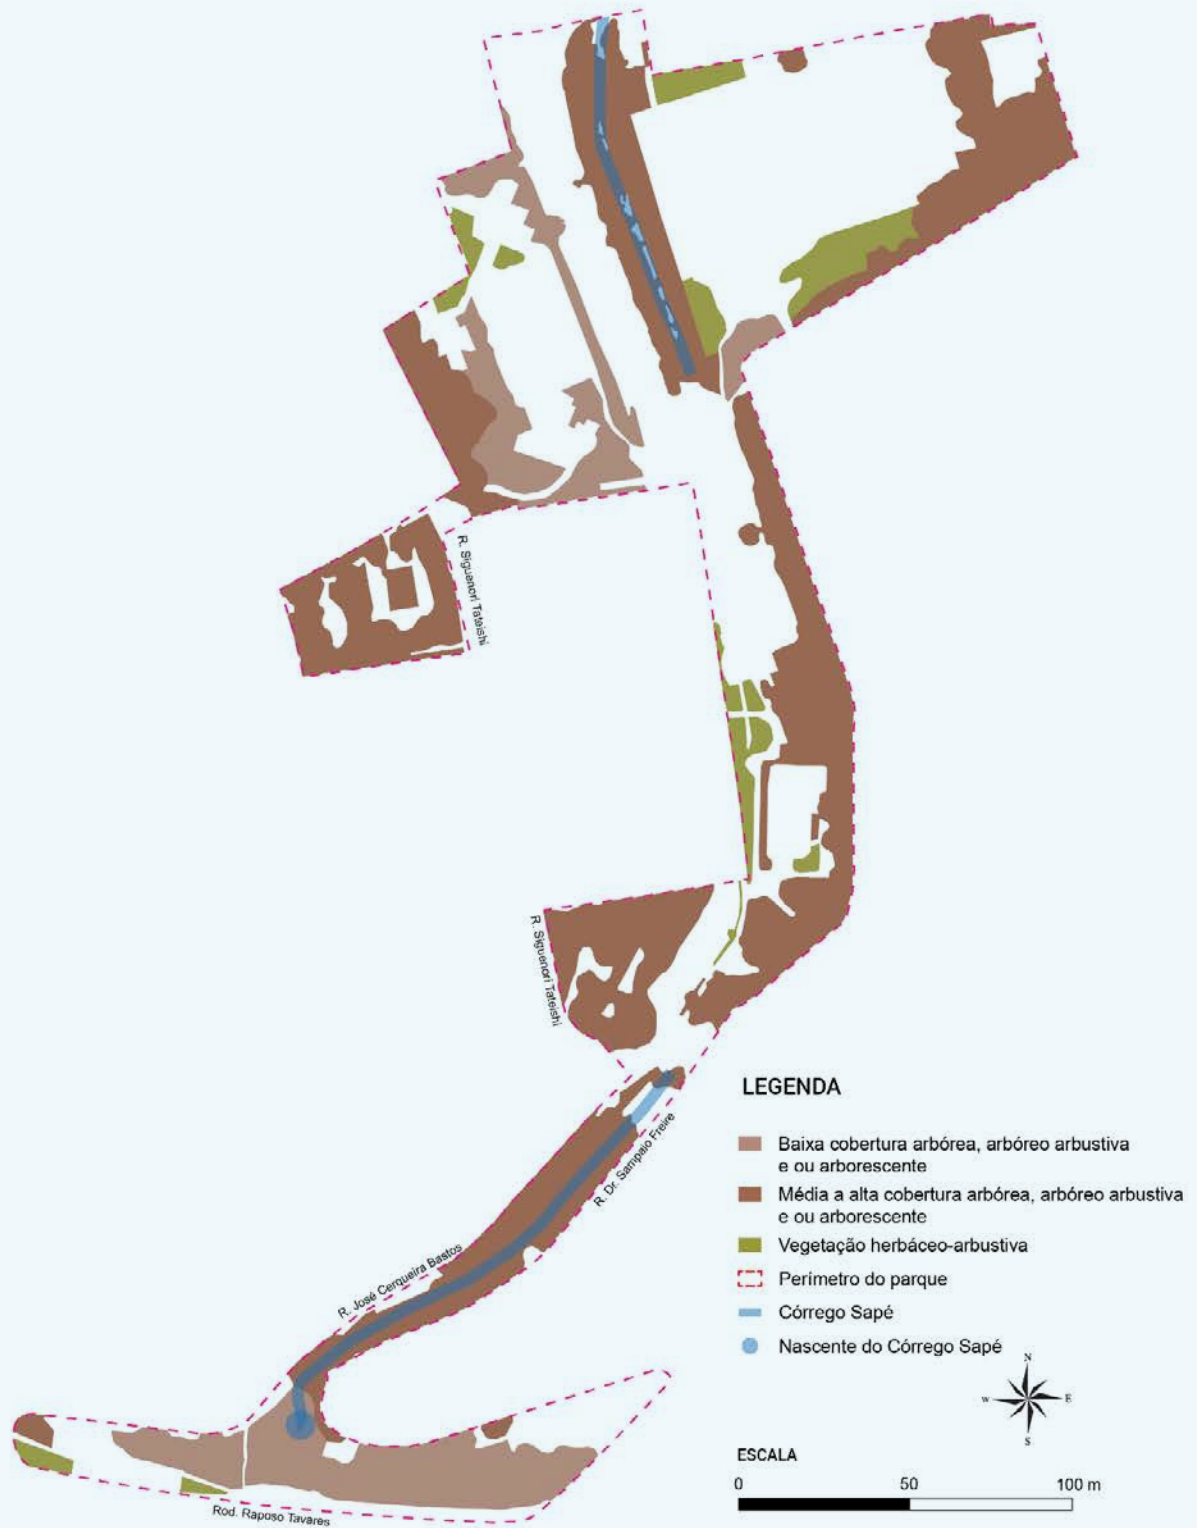 R. Siguenori Tateishi
R. Siguenori Tateishi
R. Dr. Sampaio Freire
R. José Cerqueira Bastos
Rod. Raposo Tavares
LEGENDA
Baixa cobertura arbórea, arbóreo arbustiva
e ou arborescente
Média a alta cobertura arbórea, arbóreo arbustiva
e ou arborescente
Vegetação herbáceo-arbustiva
Perímetro do parque
Córrego Sapé
Nascente do Córrego Sapé
N
W E
S
ESCALA
0 50 100 m